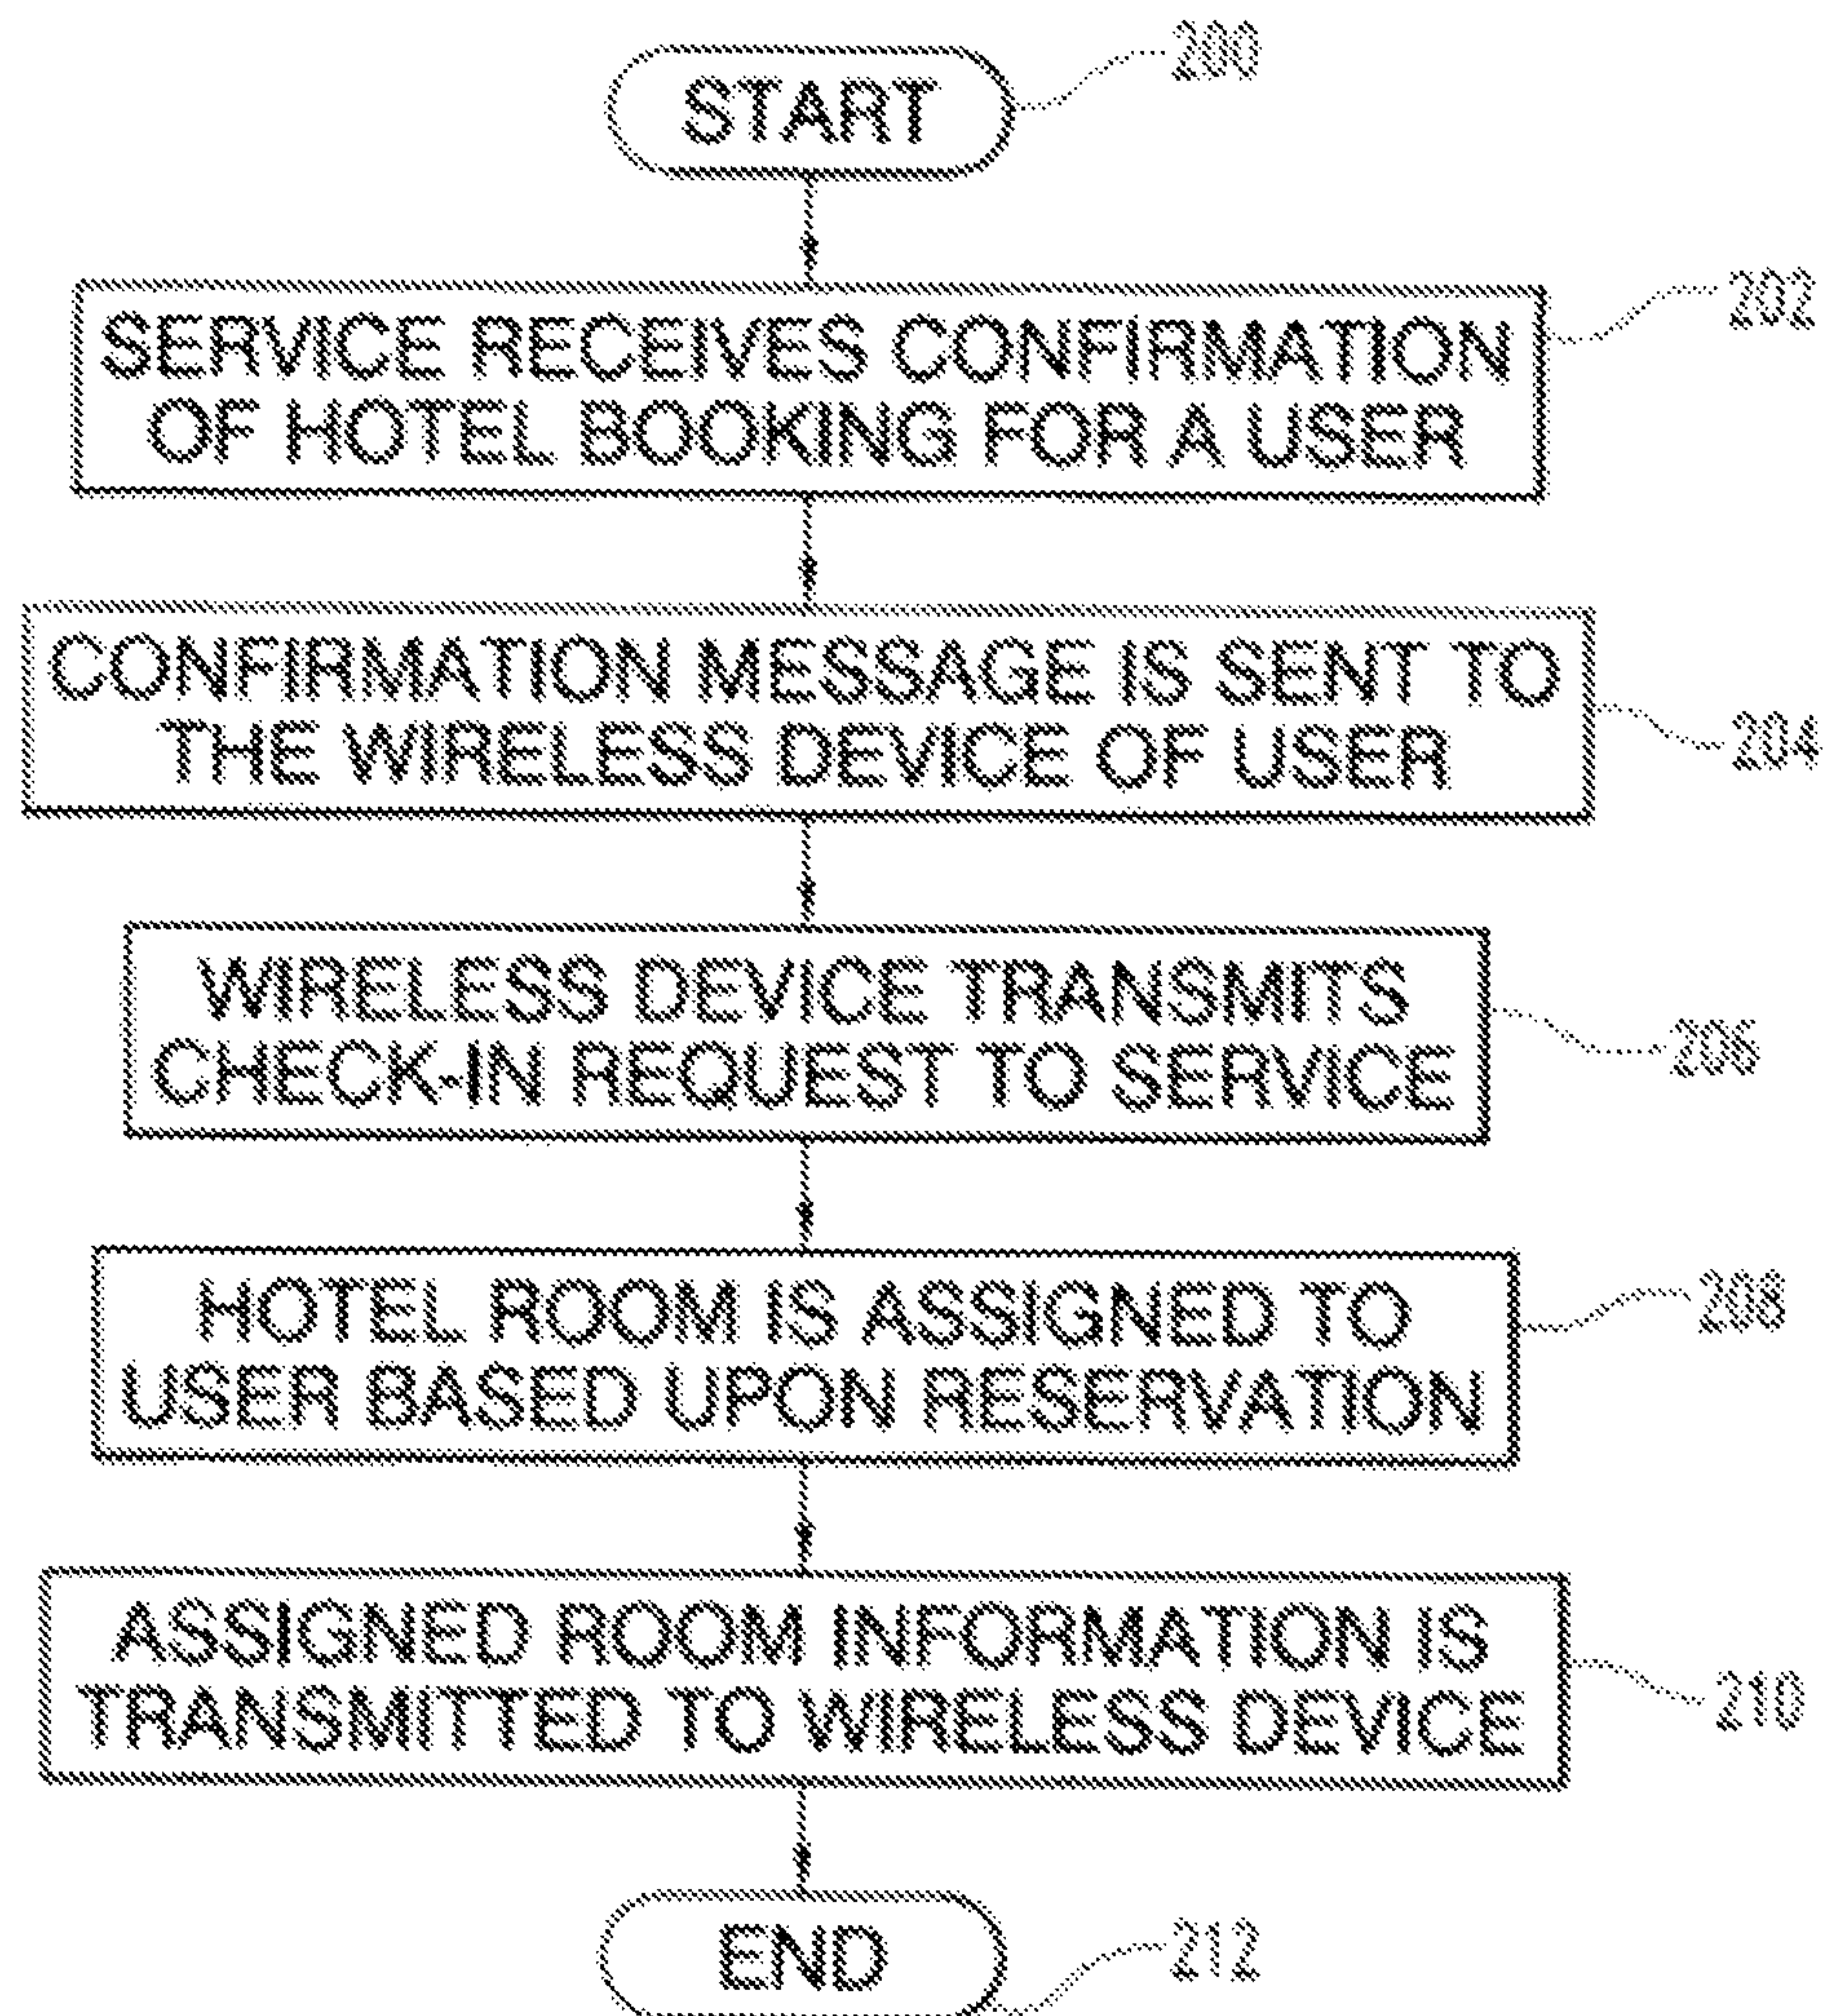 START
200
SERVICE RECEIVES CONFIRMATION
OF HOTEL BOOKING FOR A USER
202
CONFIRMATION MESSAGE IS SENT TO
THE WIRELESS DEVICE OF USER
204
WIRELESS DEVICE TRANSMITS
CHECK-IN REQUEST TO SERVICE
206
HOTEL ROOM IS ASSIGNED TO
USER BASED UPON RESERVATION
208
ASSIGNED ROOM INFORMATION IS
TRANSMITTED TO WIRELESS DEVICE
210
END
212